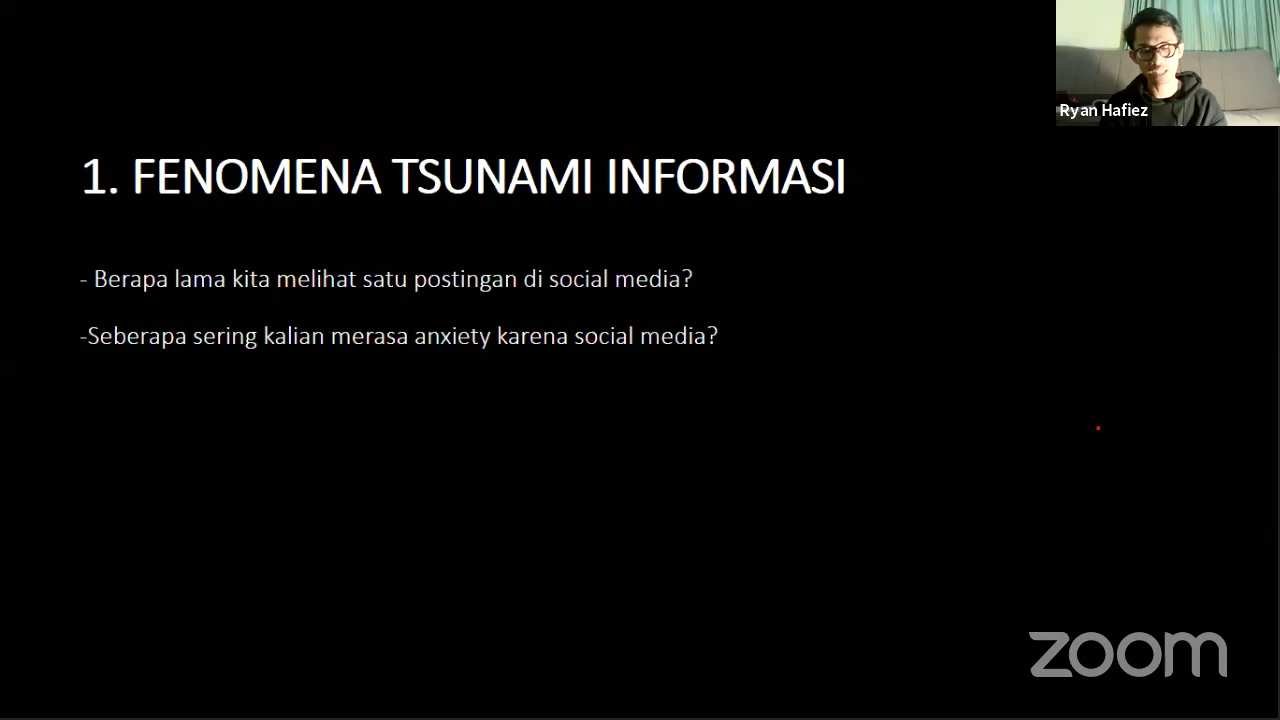 Ryan Hafiez
1. FENOMENA TSUNAMI INFORMASI
- Berapa lama kita melihat satu postingan di social media?
-Seberapa sering kalian merasa anxiety karena social media?
zoom